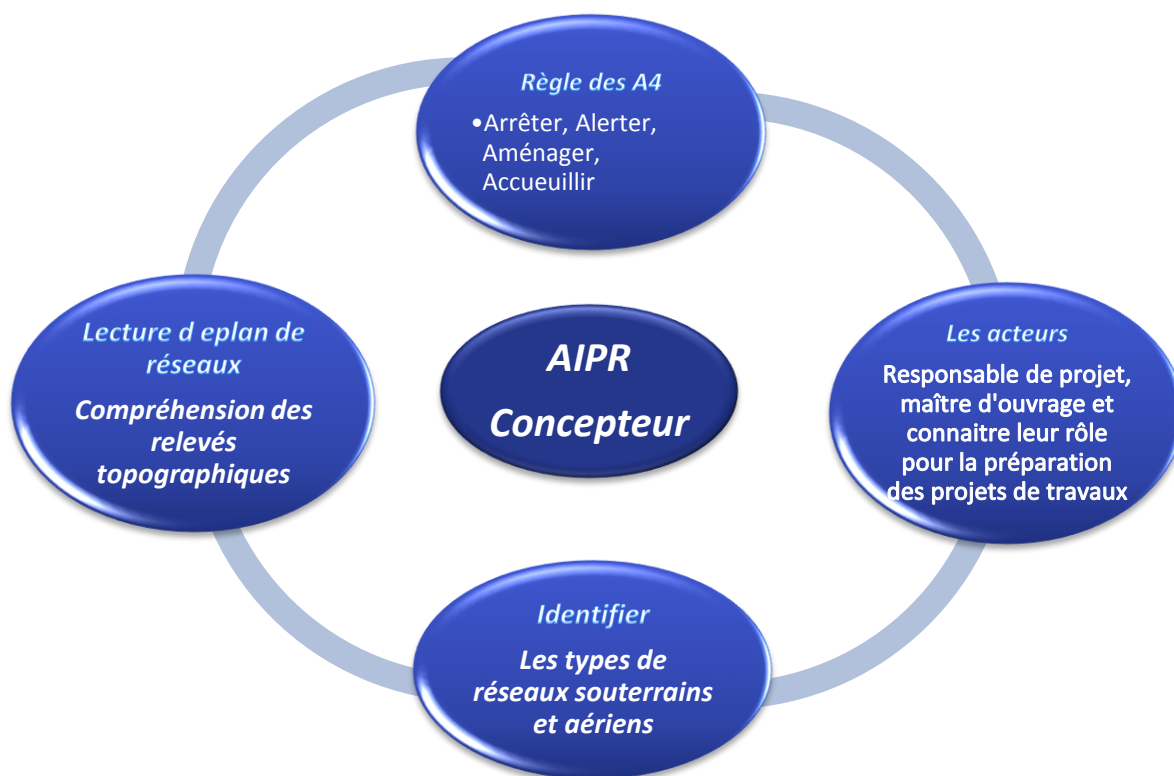 Règle des A4
•Arrêter, Alerter,
Aménager,
Accueuillir
Lecture d eplan de
réseaux
Compréhension des
relevés
topographiques
AIPR
Concepteur
Les acteurs
Responsable de projet,
maître d'ouvrage et
connaitre leur rôle
pour la préparation
des projets de travaux
Identifier
Les types de
réseaux souterrains
et aériens